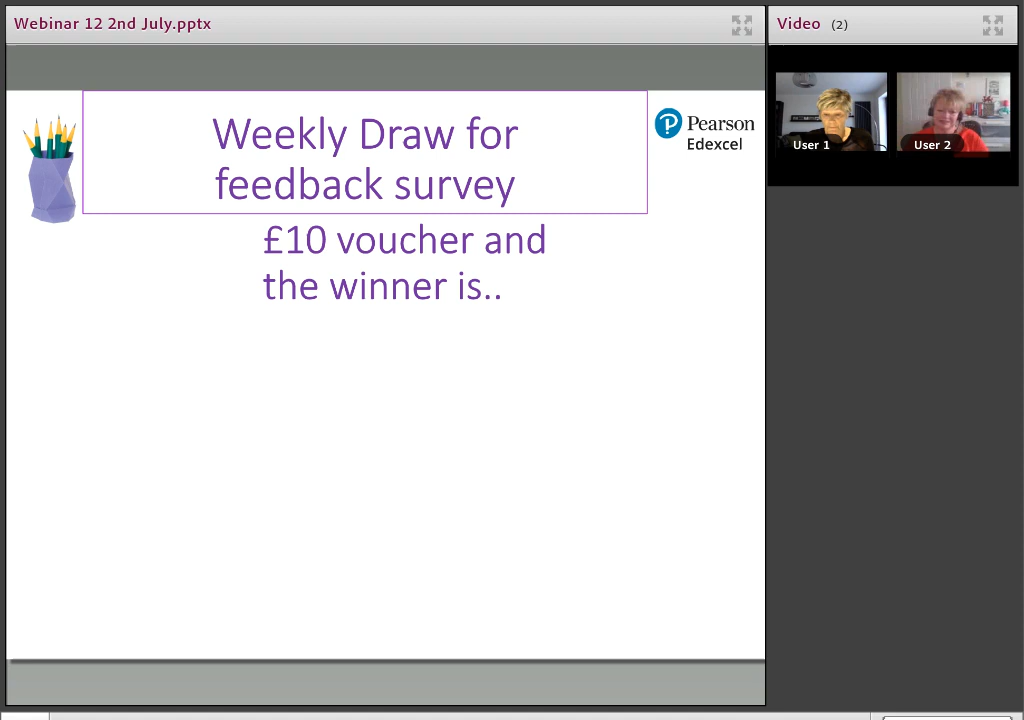 Webinar 12 2nd July.pptx
Video (2)
Weekly Draw for
feedback survey
Pearson
Edexcel
£10 voucher and
the winner is..
User 1
User 2